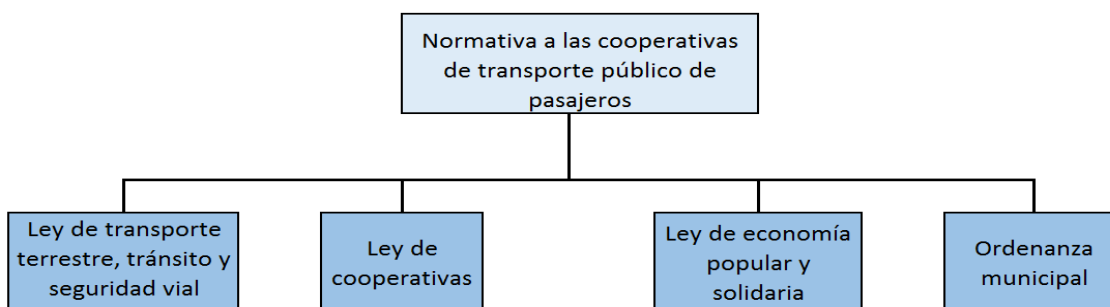 Normativa a las cooperativas
de transporte público de
pasajeros
Ley de transporte
terrestre, tránsito y
seguridad vial
Ley de
cooperativas
Ley de economía
popular y
solidaria
Ordenanza
municipal